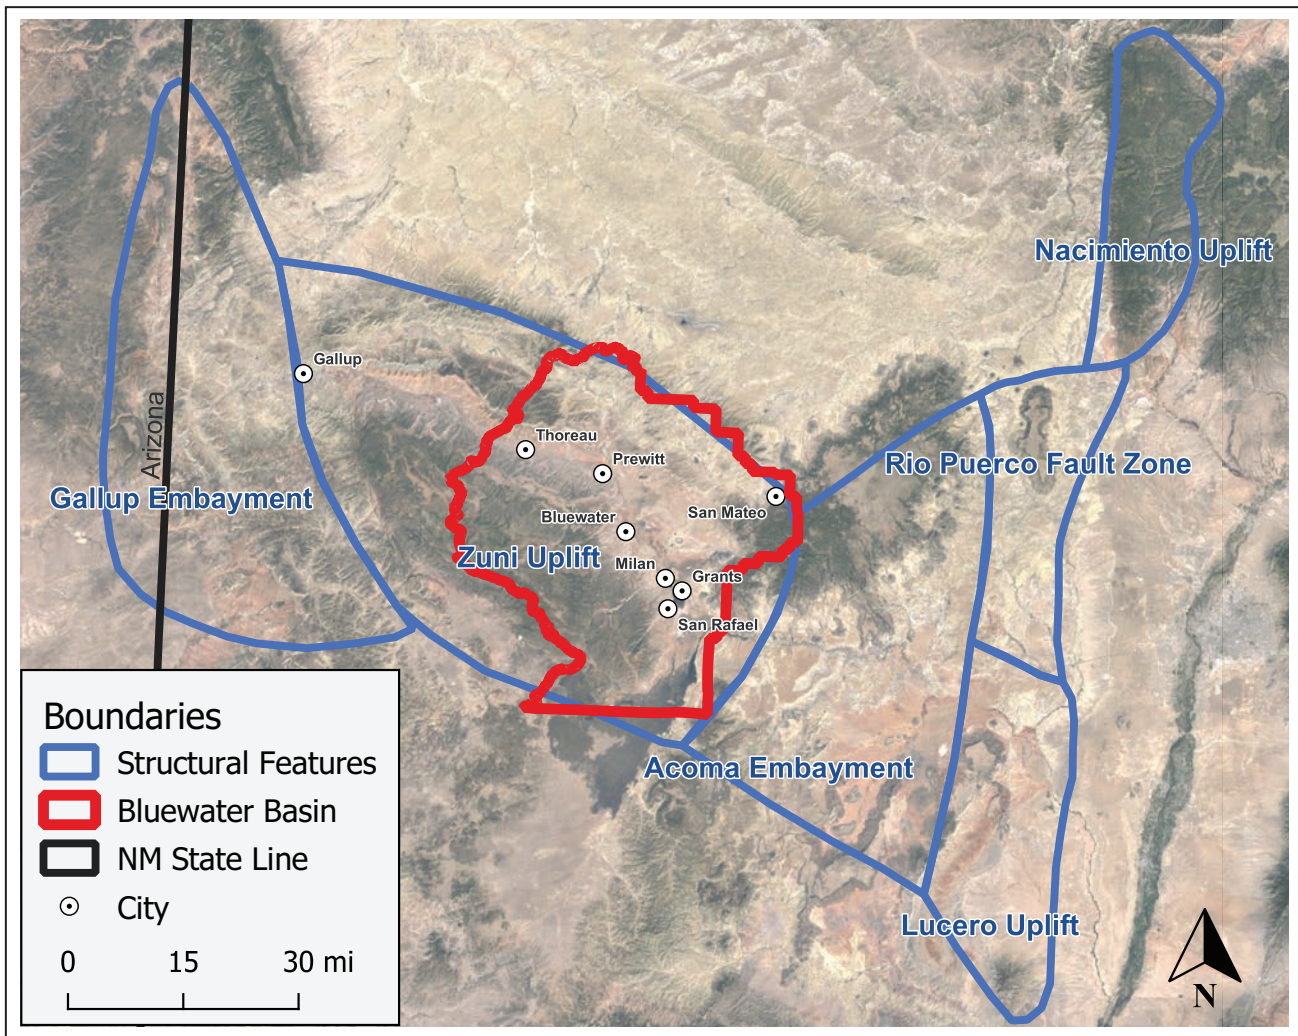 Nacimiento Uplift
Gallup
Arizona
Thoreau
Prewitt
Rio Puerco Fault Zone
Gallup Embayment
San Mateo
Bluewater
Zuni Uplift
Milan
Grants
San Rafael
Acoma Embayment
Lucero Uplift
Boundaries
Structural Features
Bluewater Basin
NM State Line
City
0 15 30 mi
N